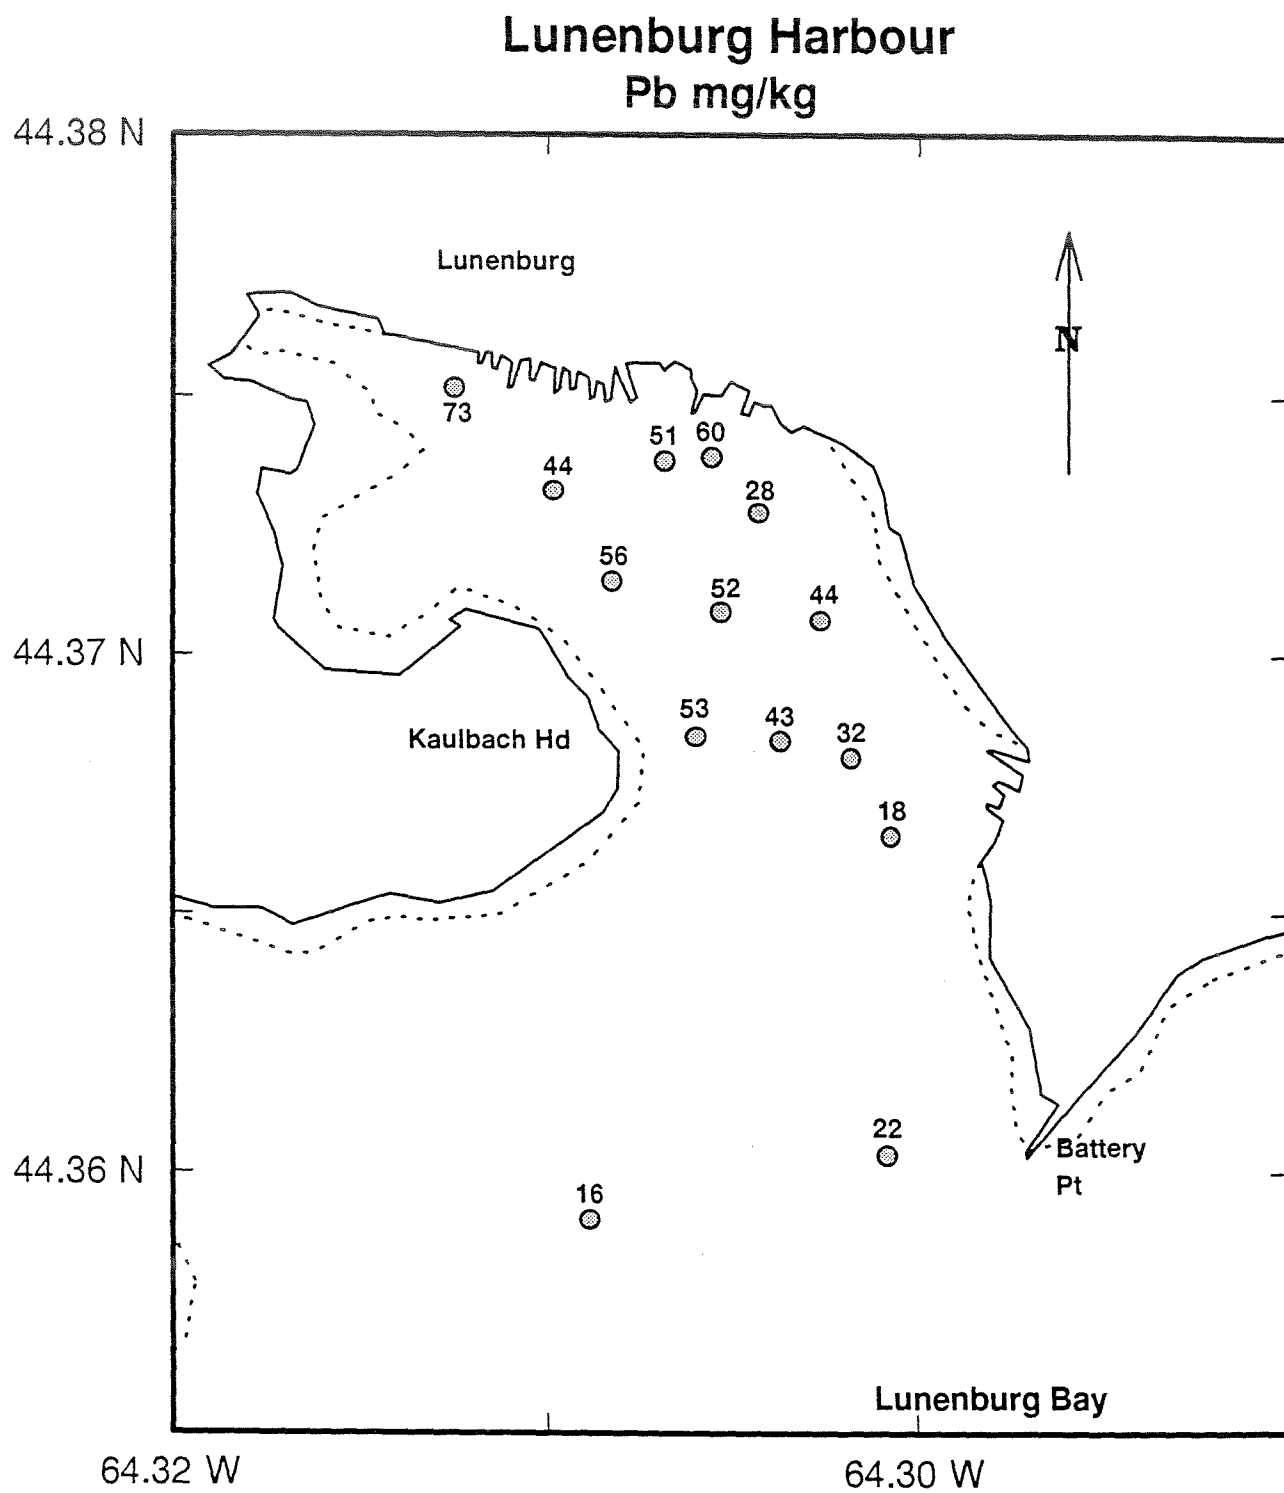 Lunenburg Harbour
Pb mg/kg
44.38 N
Lunenburg
N
73
51
60
44
28
56
52
44
44.37 N
53
43
32
Kaulbach Hd
18
22
Battery
Pt
44.36 N
16
Lunenburg Bay
64.32 W
64.30 W